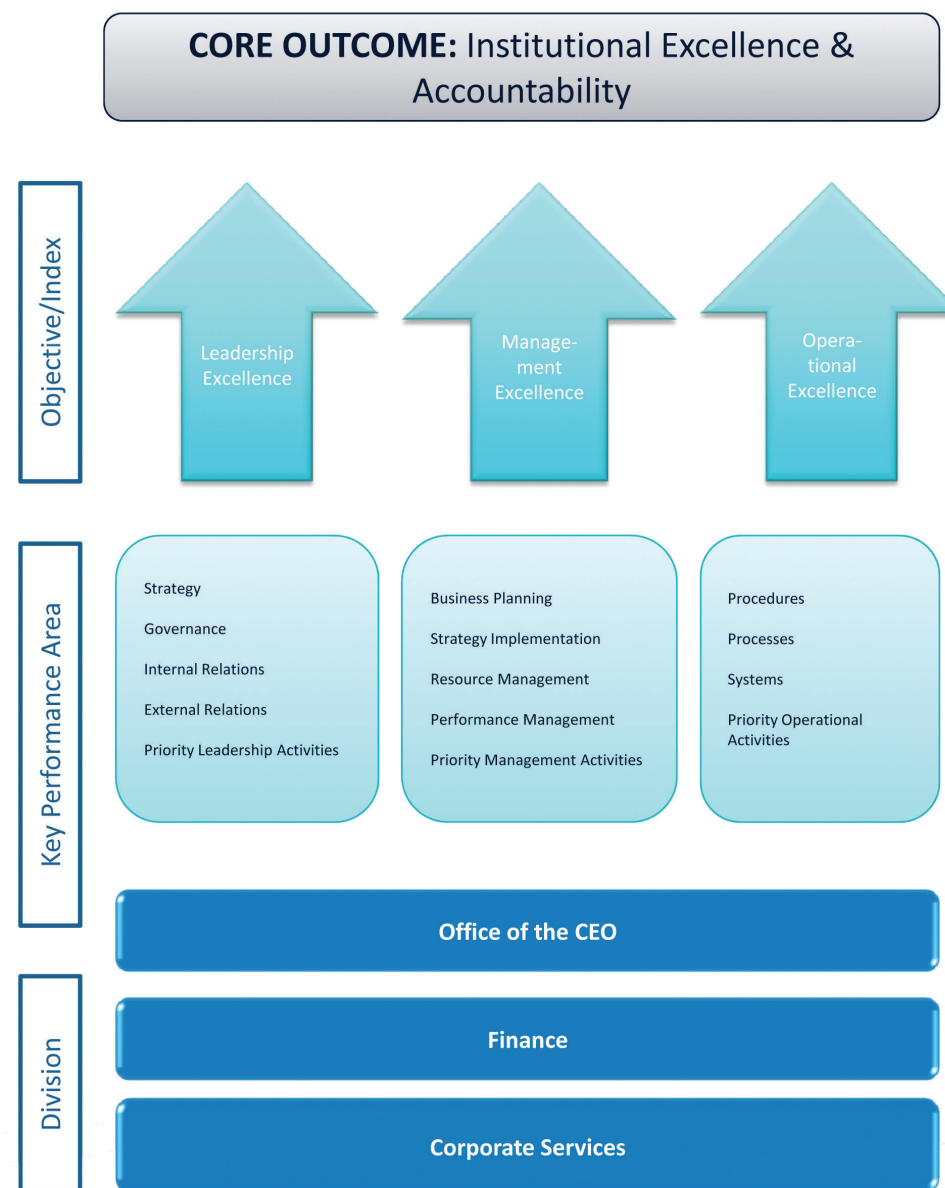 CORE OUTCOME: Institutional Excellence &
Accountability
Objective/Index
Leadership
Excellence
Manage-
ment
Excellence
Opera-
tional
Excellence
Key Performance Area
Strategy
Governance
Internal Relations
External Relations
Priority Leadership Activities
Business Planning
Strategy Implementation
Resource Management
Performance Management
Priority Management Activities
Procedures
Processes
Systems
Priority Operational
Activities
Division
Office of the CEO
Finance
Corporate Services